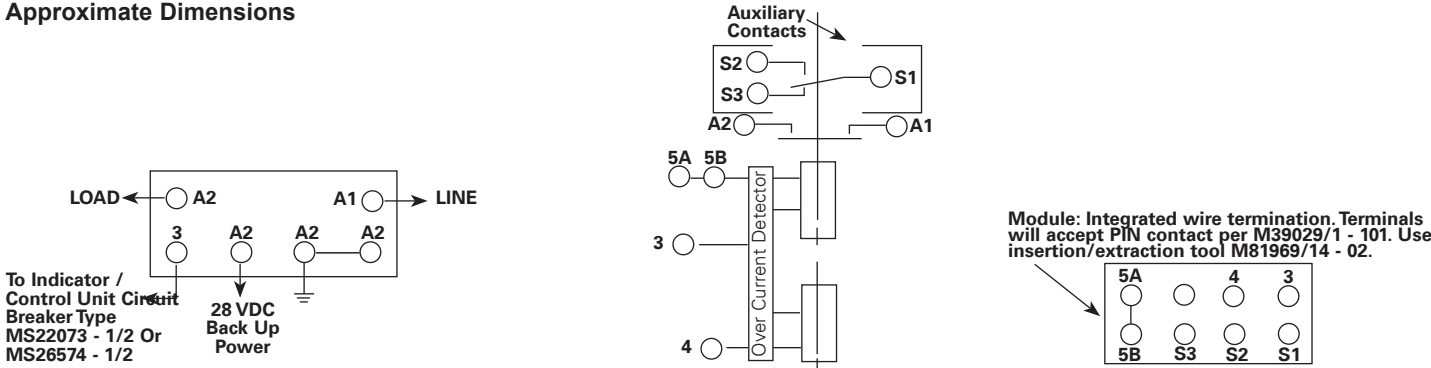 Approximate Dimensions
LOAD
A2
A1
LINE
3
A2
A2
A2
To Indicator /
Control Unit Circuit
Breaker Type
MS22073 - 1/2 Or
MS26574 - 1/2
28 VDC
Back Up
Power
Auxiliary
Contacts
S2
S1
S3
A2
A1
5A 5B
3
4
Over Current Detector
Module: Integrated wire termination. Terminals
will accept PIN contact per M39029/1 - 101. Use
insertion/extraction tool M81969/14 - 02.
5A 4 3
5B S3 S2 S1